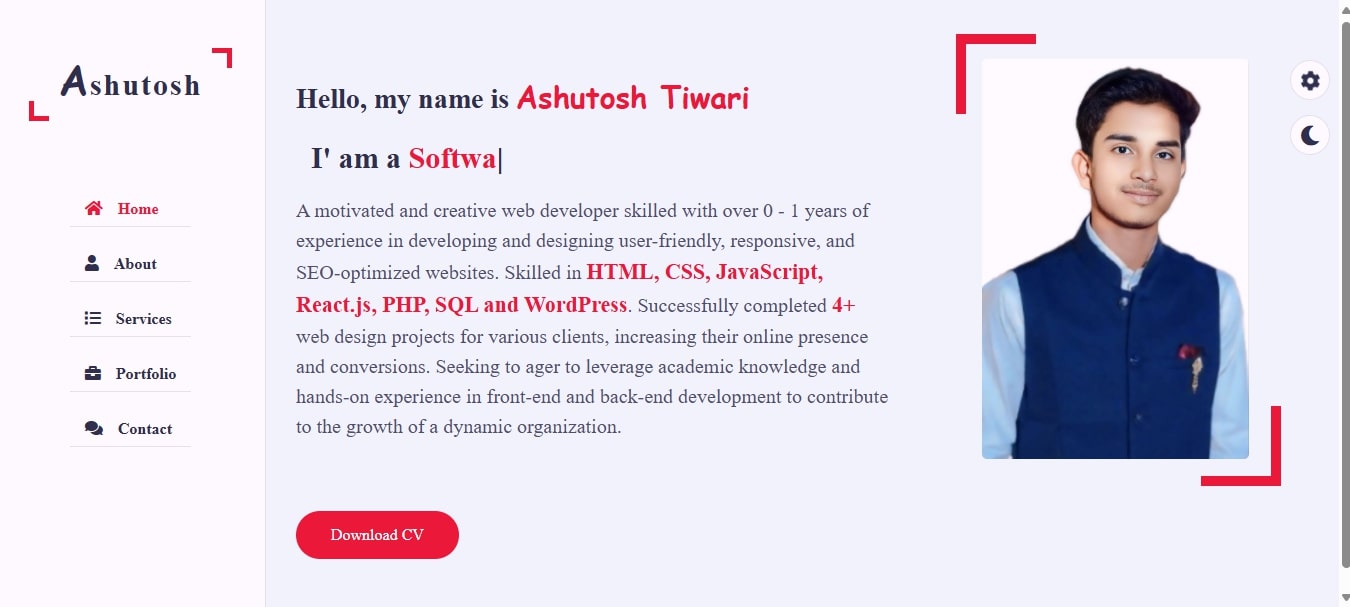 Ashutosh
Home
About
Services
Portfolio
Contact
Hello, my name is Ashutosh Tiwari
I' am a Softwa|
A motivated and creative web developer skilled with over 0 - 1 years of
experience in developing and designing user-friendly, responsive, and
SEO-optimized websites. Skilled in HTML, CSS, JavaScript,
React.js, PHP, SQL and WordPress. Successfully completed 4+
web design projects for various clients, increasing their online presence
and conversions. Seeking to ager to leverage academic knowledge and
hands-on experience in front-end and back-end development to contribute
to the growth of a dynamic organization.
Download CV